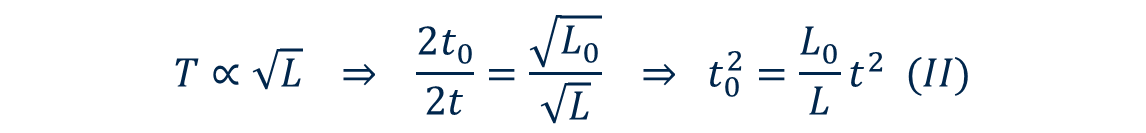 T ∝ √L ⇒ 2t₀/2t = √L₀/√L ⇒ t₀² = L₀/L t² (II)